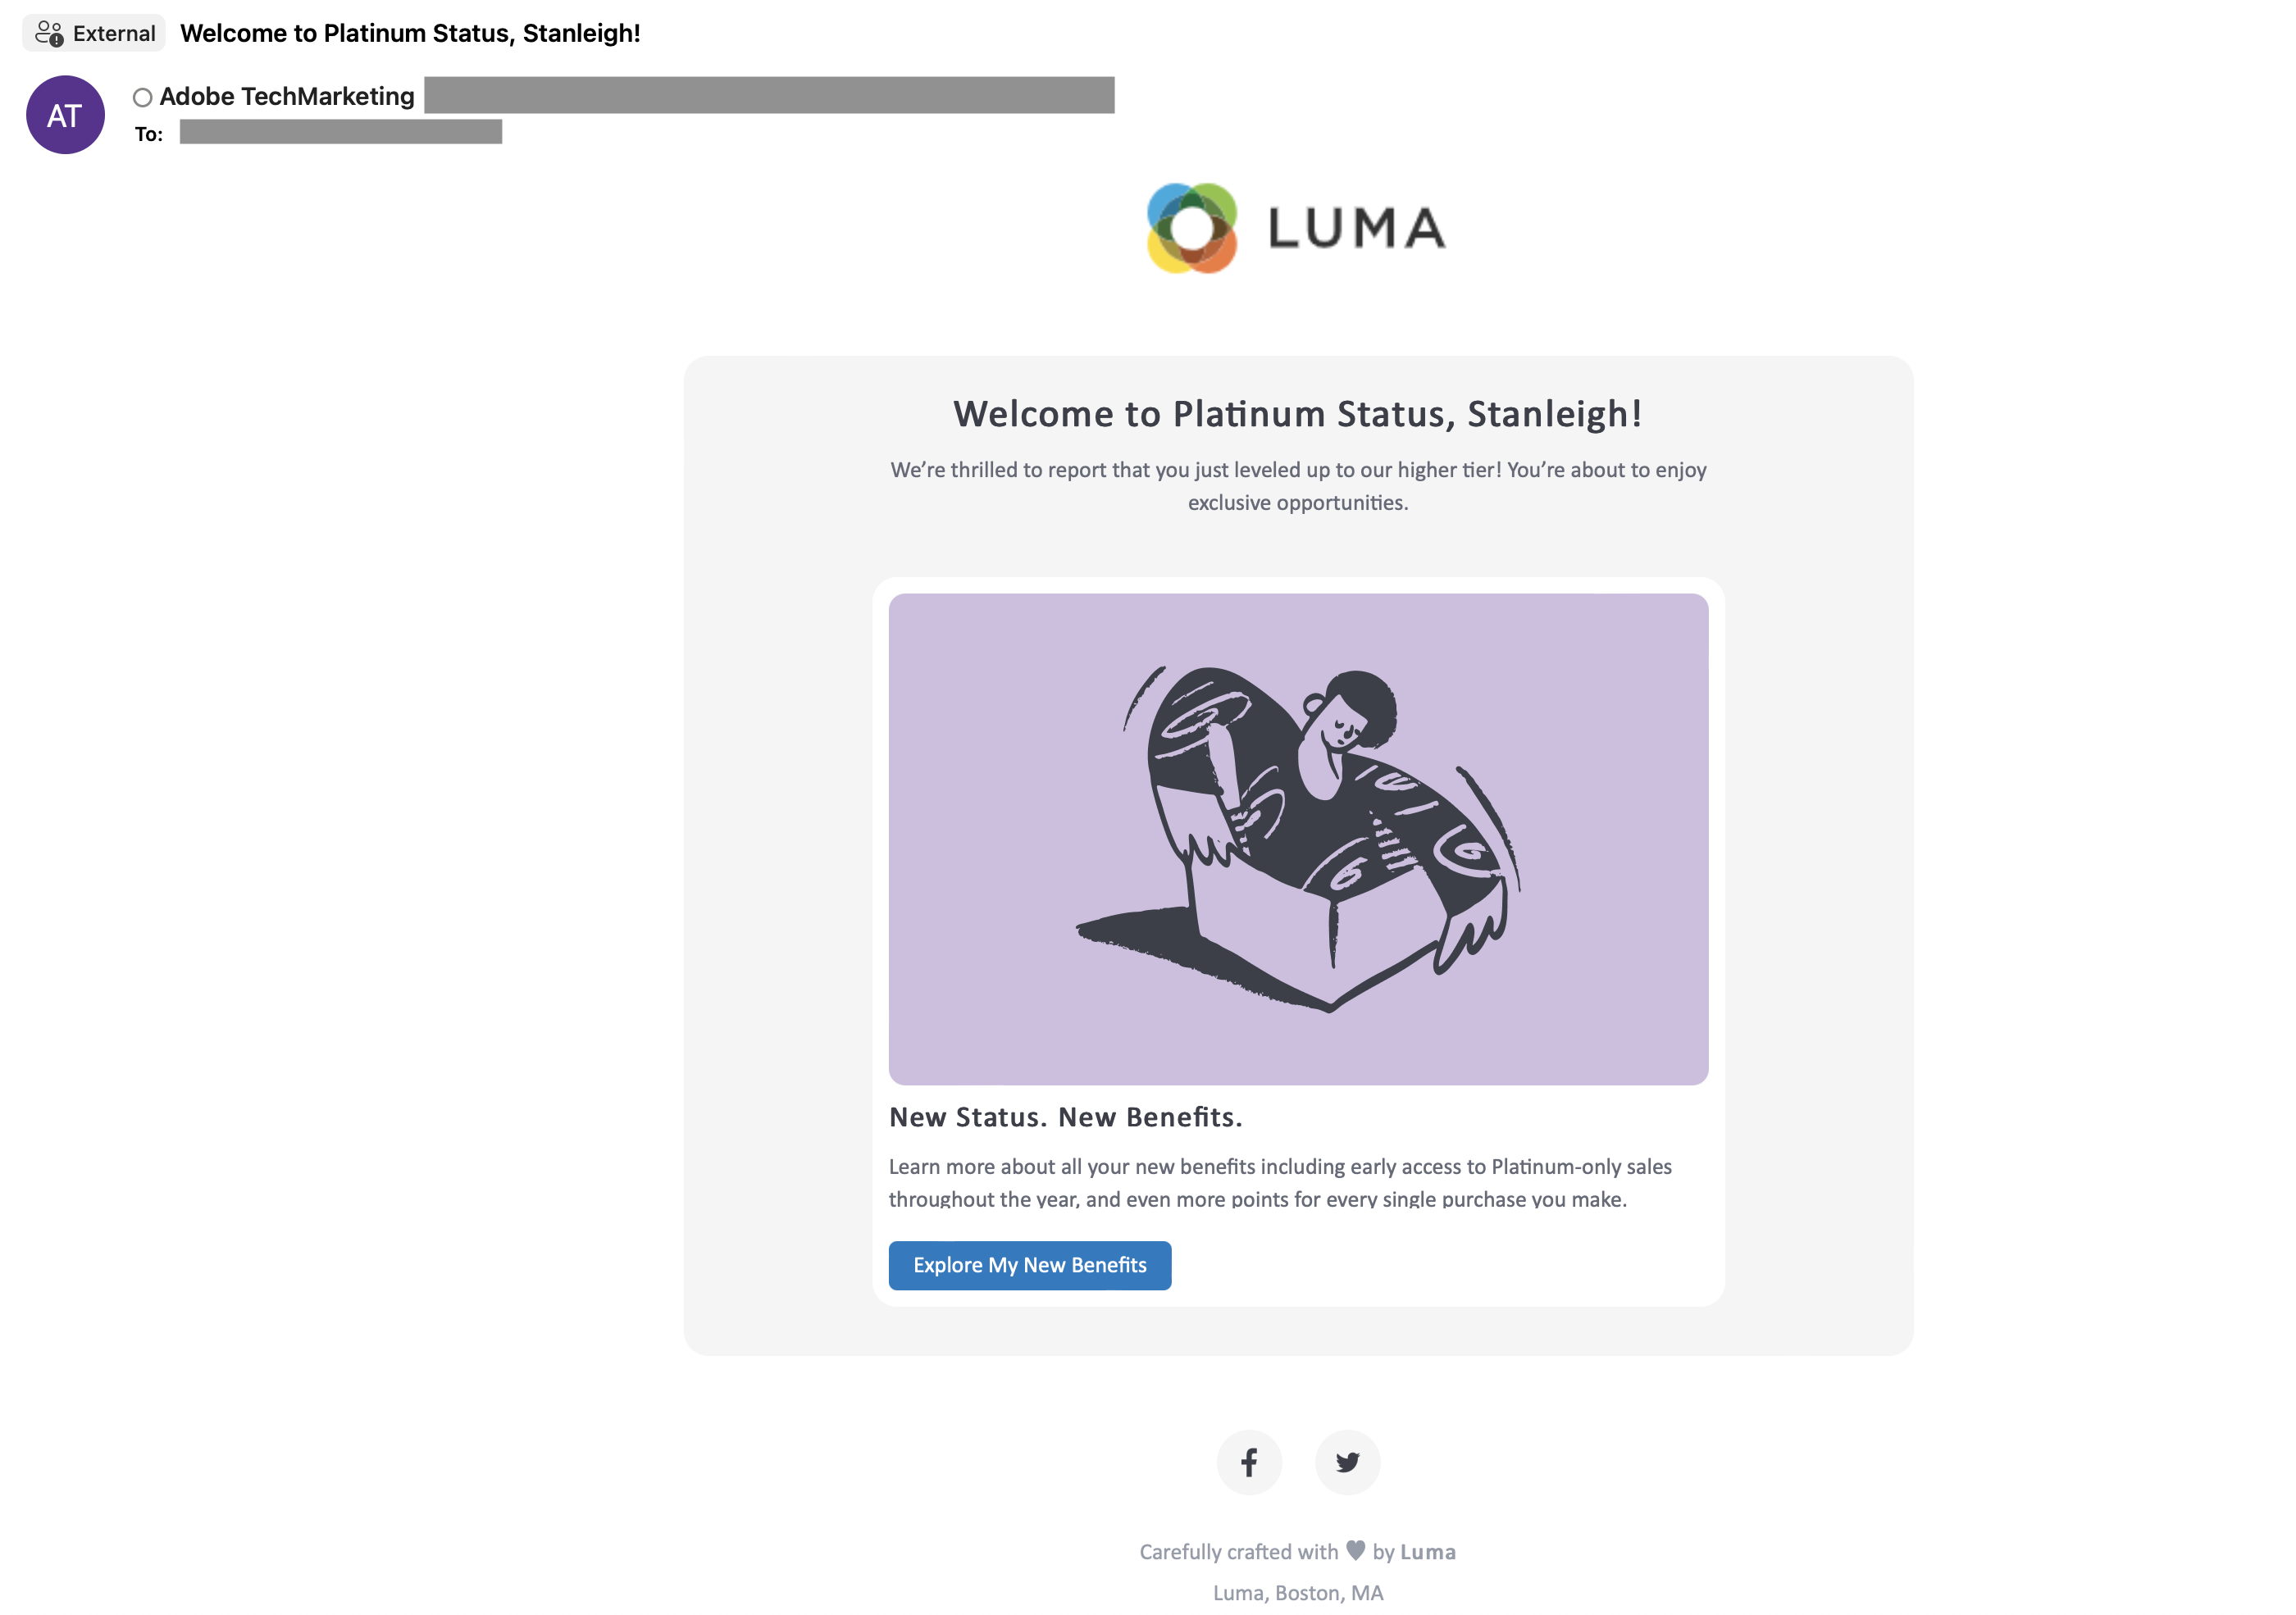 External Welcome to Platinum Status, Stanleigh!
AT
Adobe TechMarketing
To:
LUMA
Welcome to Platinum Status, Stanleigh!
We’re thrilled to report that you just leveled up to our higher tier! You’re about to enjoy
exclusive opportunities.
New Status. New Benefits.
Learn more about all your new benefits including early access to Platinum-only sales
throughout the year, and even more points for every single purchase you make.
Explore My New Benefits
Carefully crafted with ♥ by Luma
Luma, Boston, MA